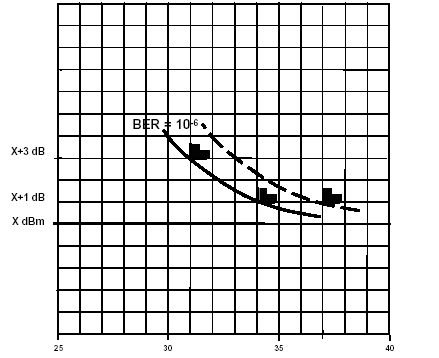 BER = 10-6
X+3 dB
X+1 dB
X dBm
25 30 35 40